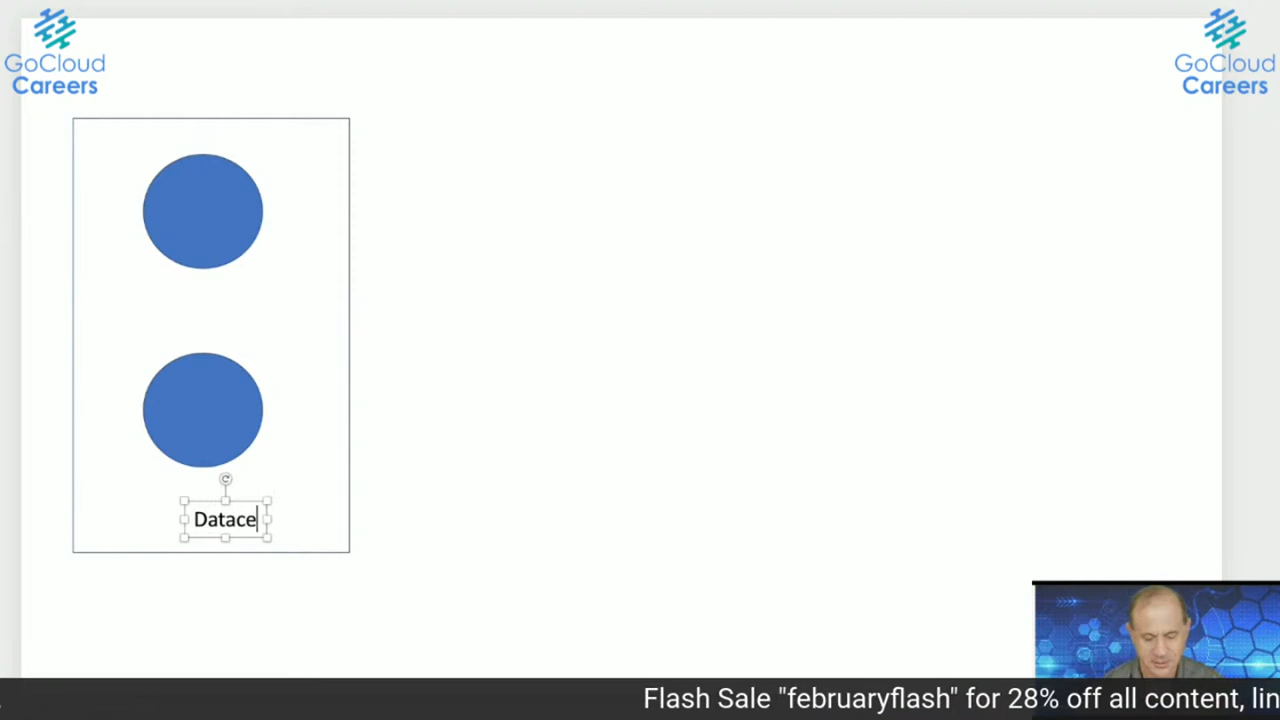 GoCloud
Careers
GoCloud
Careers
Datace
Flash Sale "februaryflash" for 28% off all content, lin